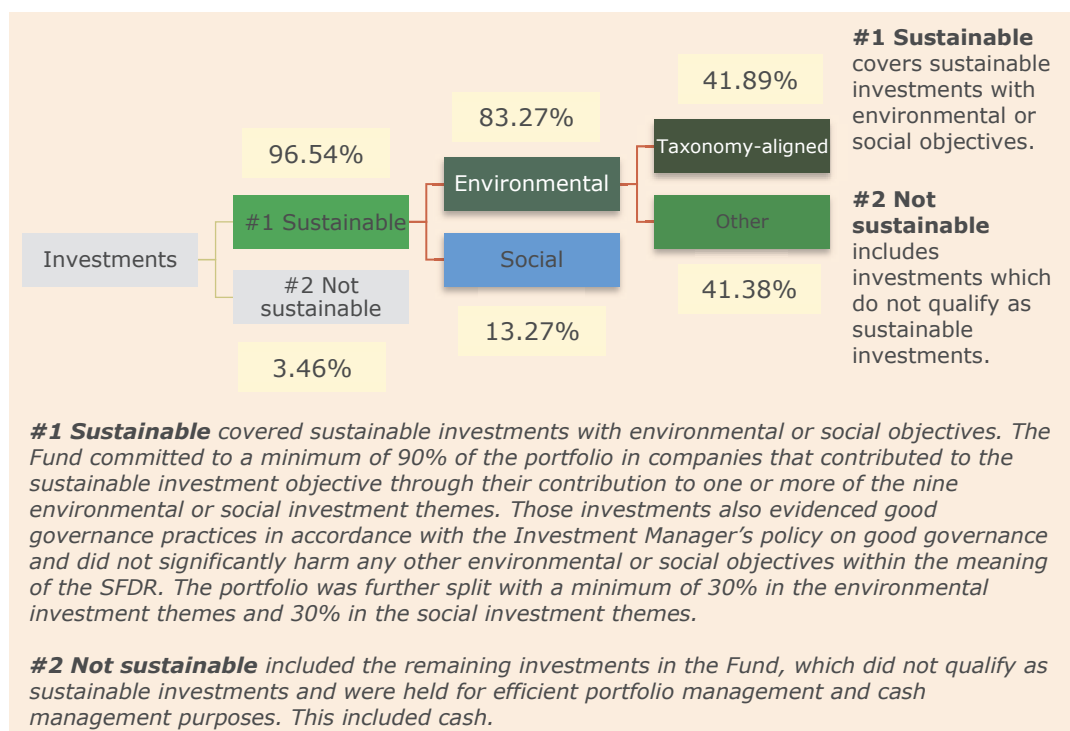 Investments
96.54%
#1 Sustainable
#2 Not
sustainable
3.46%
83.27%
Environmental
Social
13.27%
41.89%
Taxonomy-aligned
Other
41.38%
#1 Sustainable
covers sustainable
investments with
environmental or
social objectives.
#2 Not
sustainable
includes
investments which
do not qualify as
sustainable
investments.
#1 Sustainable covered sustainable investments with environmental or social objectives. The
Fund committed to a minimum of 90% of the portfolio in companies that contributed to the
sustainable investment objective through their contribution to one or more of the nine
environmental or social investment themes. Those investments also evidenced good
governance practices in accordance with the Investment Manager’s policy on good governance
and did not significantly harm any other environmental or social objectives within the meaning
of the SFDR. The portfolio was further split with a minimum of 30% in the environmental
investment themes and 30% in the social investment themes.
#2 Not sustainable included the remaining investments in the Fund, which did not qualify as
sustainable investments and were held for efficient portfolio management and cash
management purposes. This included cash.